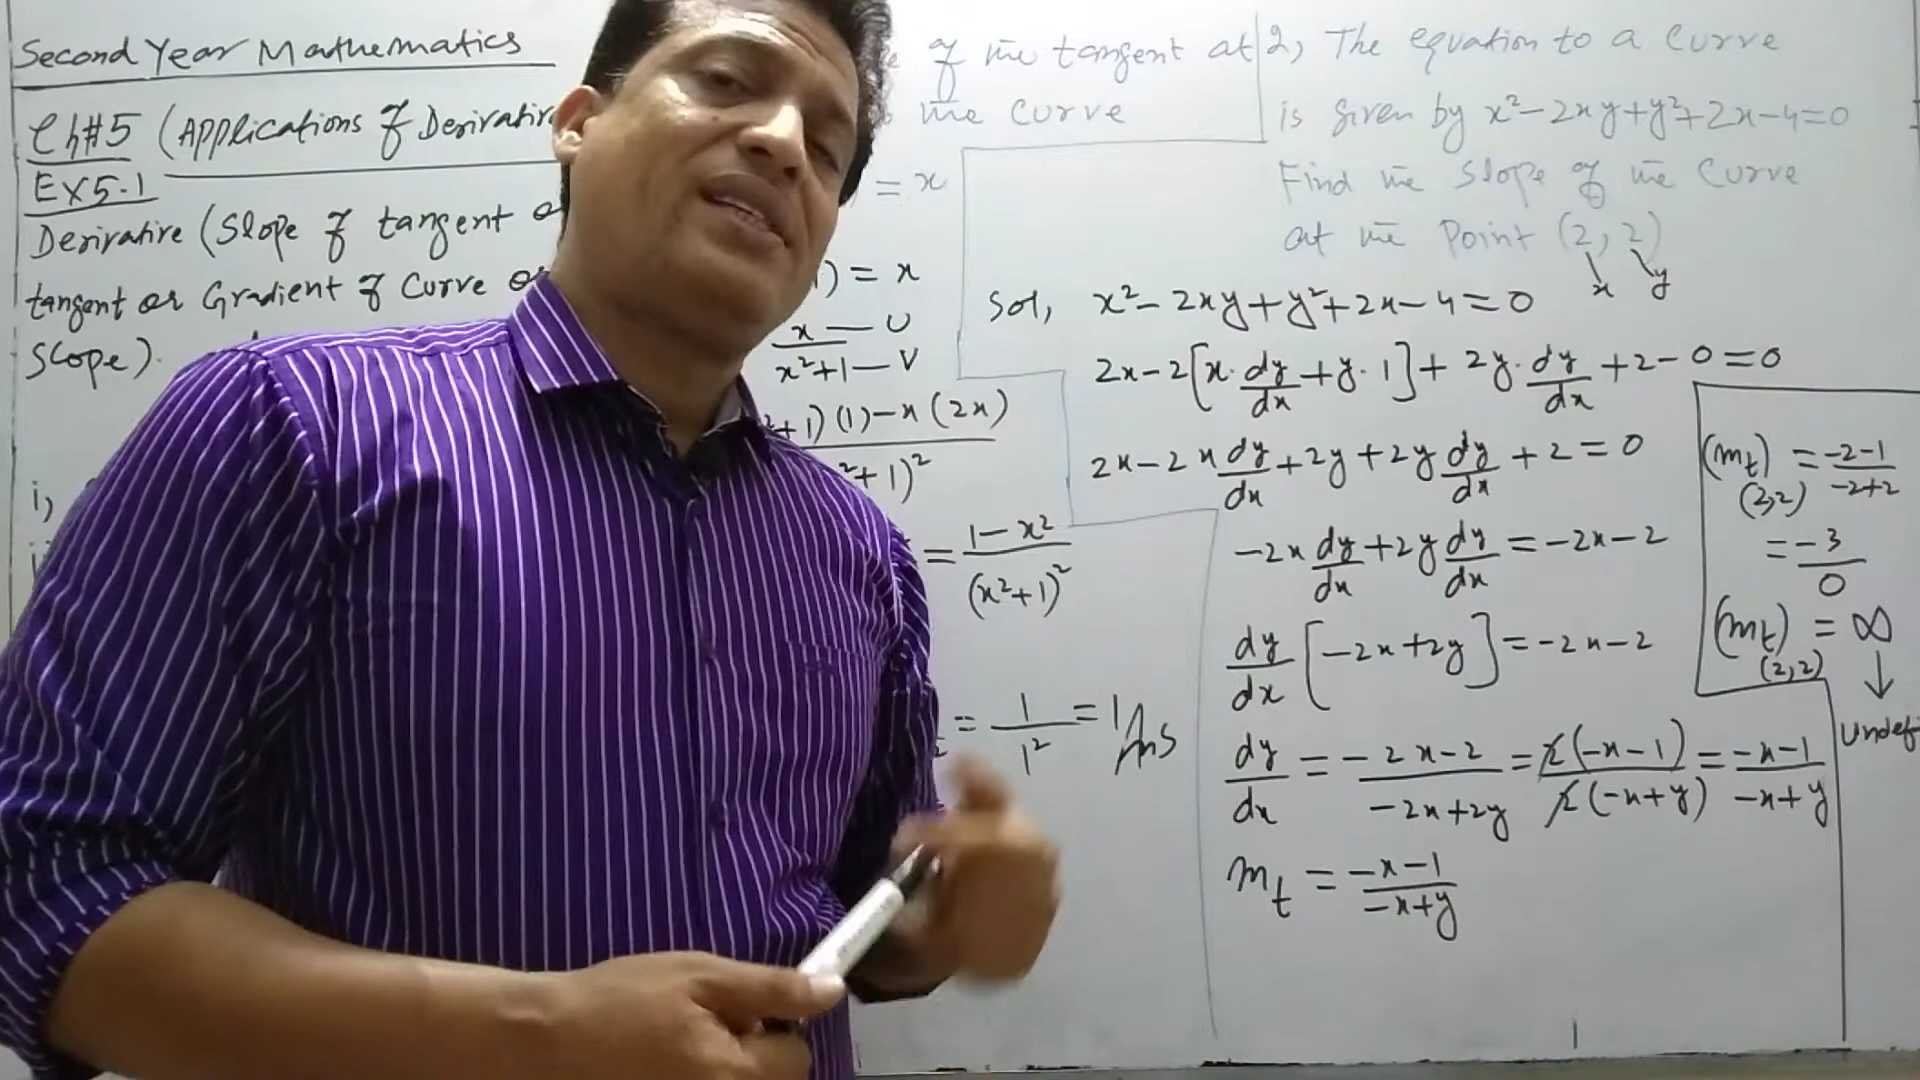 Second Year Mathematics
Ch#5 (Applications of Derivative
EX 5.1
Derivative (Slope of tangent or
tangent or Gradient of Curve or
Slope).
i)
of the tangent at
the curve
= x
) = x
x — U
x²+1 — V
+1)(1) - x(2x)
²+1)²
= 1-x² / (x²+1)²
= 1/1² = 1 Ans
2) The equation to a curve
is given by x²-2xy+y²+2x-4=0
Find the slope of the curve
at the point (2, 2)
x y
Sol, x²-2xy+y²+2x-4=0
2x-2[x·dy/dx+y·1]+2y·dy/dx+2-0=0
2x-2x dy/dx+2y+2y dy/dx+2=0
-2x dy/dx+2y dy/dx=-2x-2
dy/dx[-2x+2y]=-2x-2
dy/dx = -2x-2 / -2x+2y = 2(-x-1) / 2(-x+y) = -x-1 / -x+y
mt = -x-1 / -x+y
(mt)(2,2) = -2-1 / -2+2
= -3/0
(mt)(2,2) = ∞
↓
undef